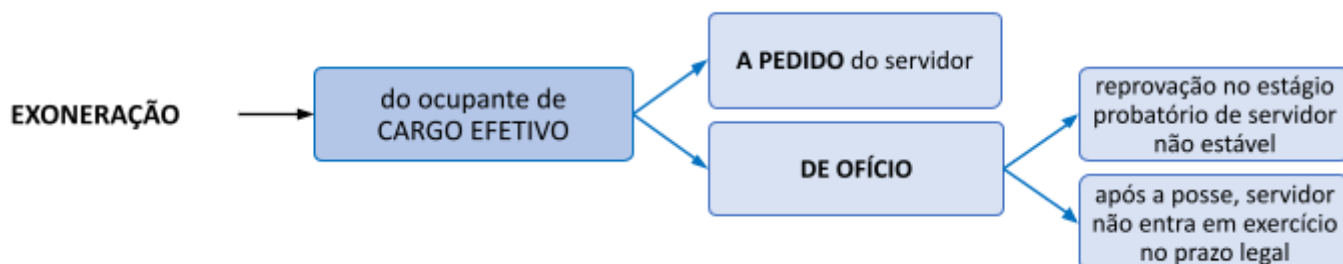 EXONERAÇÃO
do ocupante de
CARGO EFETIVO
A PEDIDO do servidor
DE OFÍCIO
reprovação no estágio
probatório de servidor
não estável
após a posse, servidor
não entra em exercício
no prazo legal